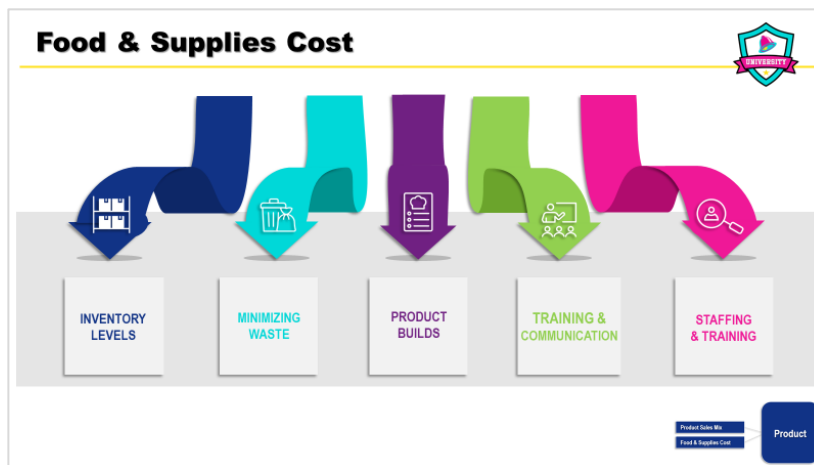 Food & Supplies Cost
UNIVERSITY
INVENTORY
LEVELS
MINIMIZING
WASTE
PRODUCT
BUILDS
TRAINING &
COMMUNICATION
STAFFING
& TRAINING
Product Sales Mix
Food & Supplies Cost
Product